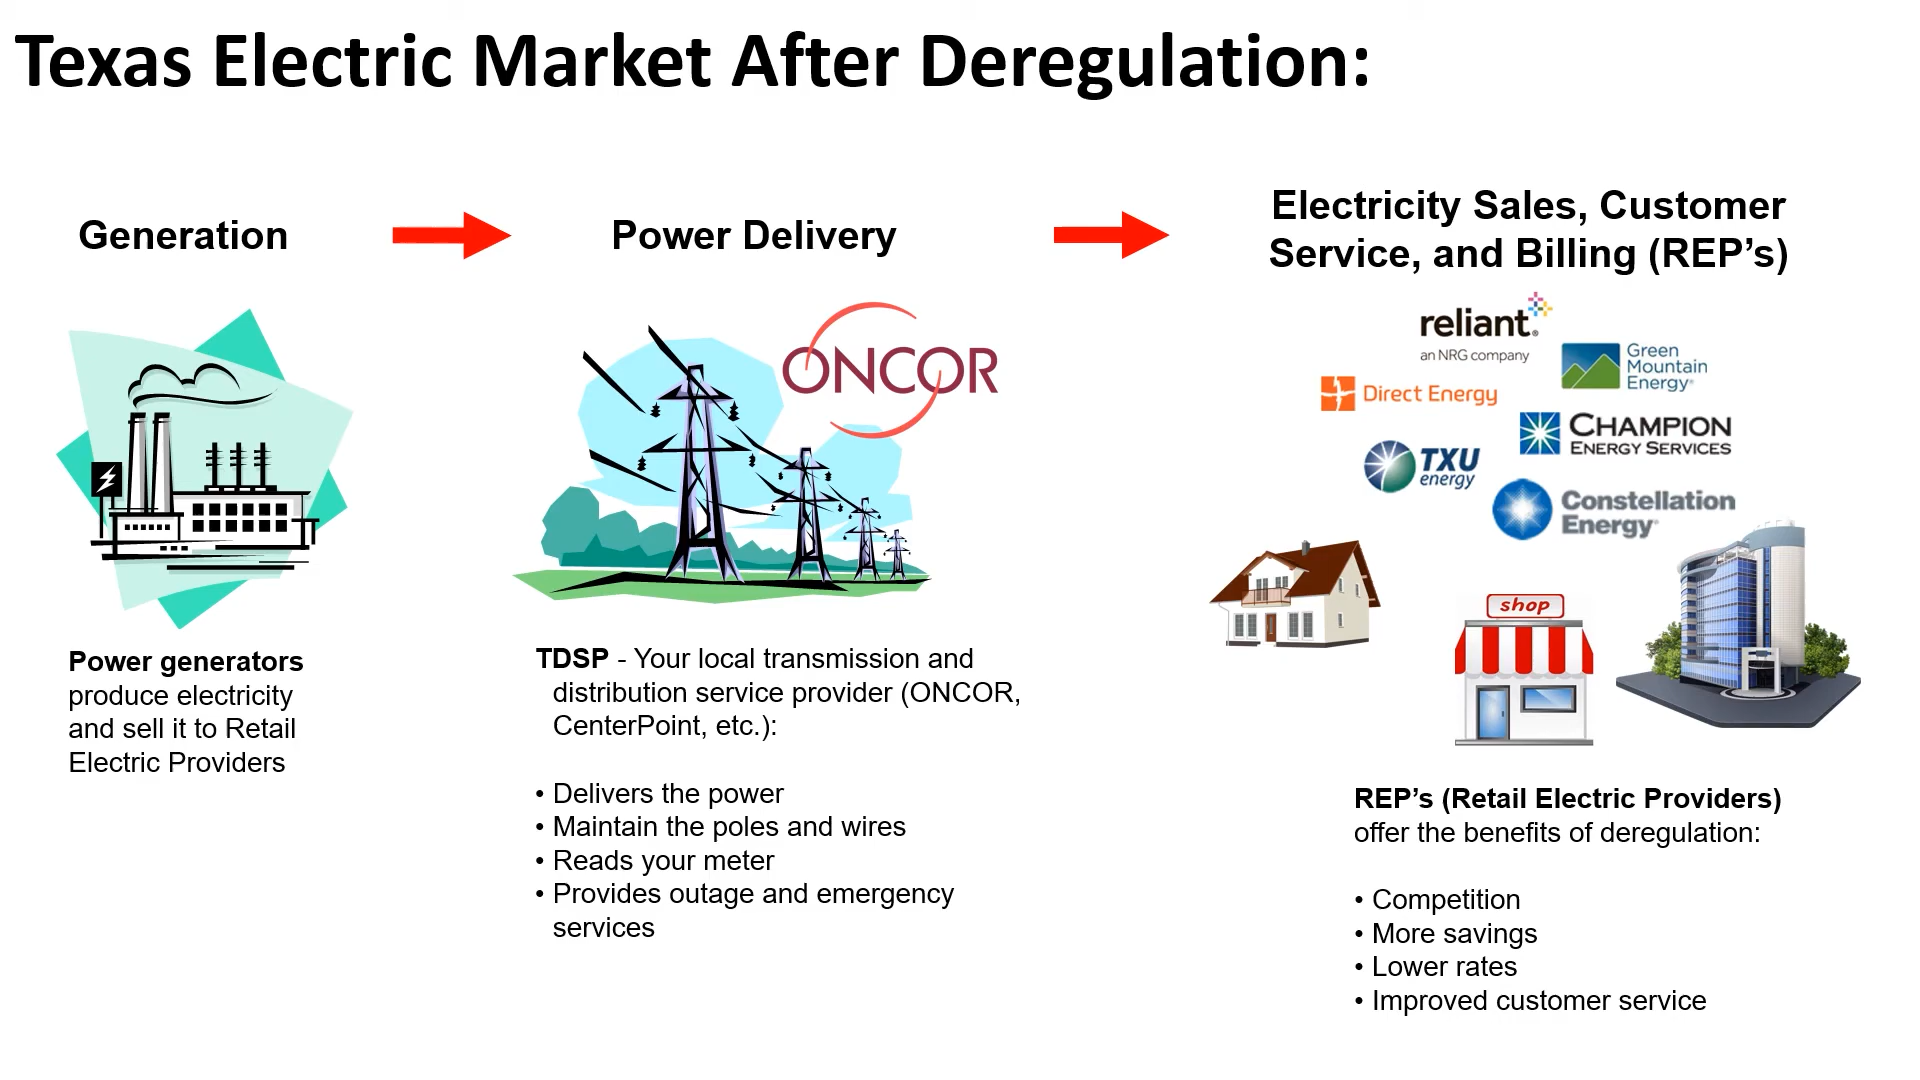 Texas Electric Market After Deregulation:
Generation
Power Delivery
Electricity Sales, Customer
Service, and Billing (REP's)
ONCOR
reliant®
an NRG company
Green
Mountain
Energy®
Direct Energy
CHAMPION
ENERGY SERVICES
TXU
energy
Constellation
Energy®
shop
Power generators
produce electricity
and sell it to Retail
Electric Providers
TDSP - Your local transmission and
distribution service provider (ONCOR,
CenterPoint, etc.):
• Delivers the power
• Maintain the poles and wires
• Reads your meter
• Provides outage and emergency
services
REP’s (Retail Electric Providers)
offer the benefits of deregulation:
• Competition
• More savings
• Lower rates
• Improved customer service